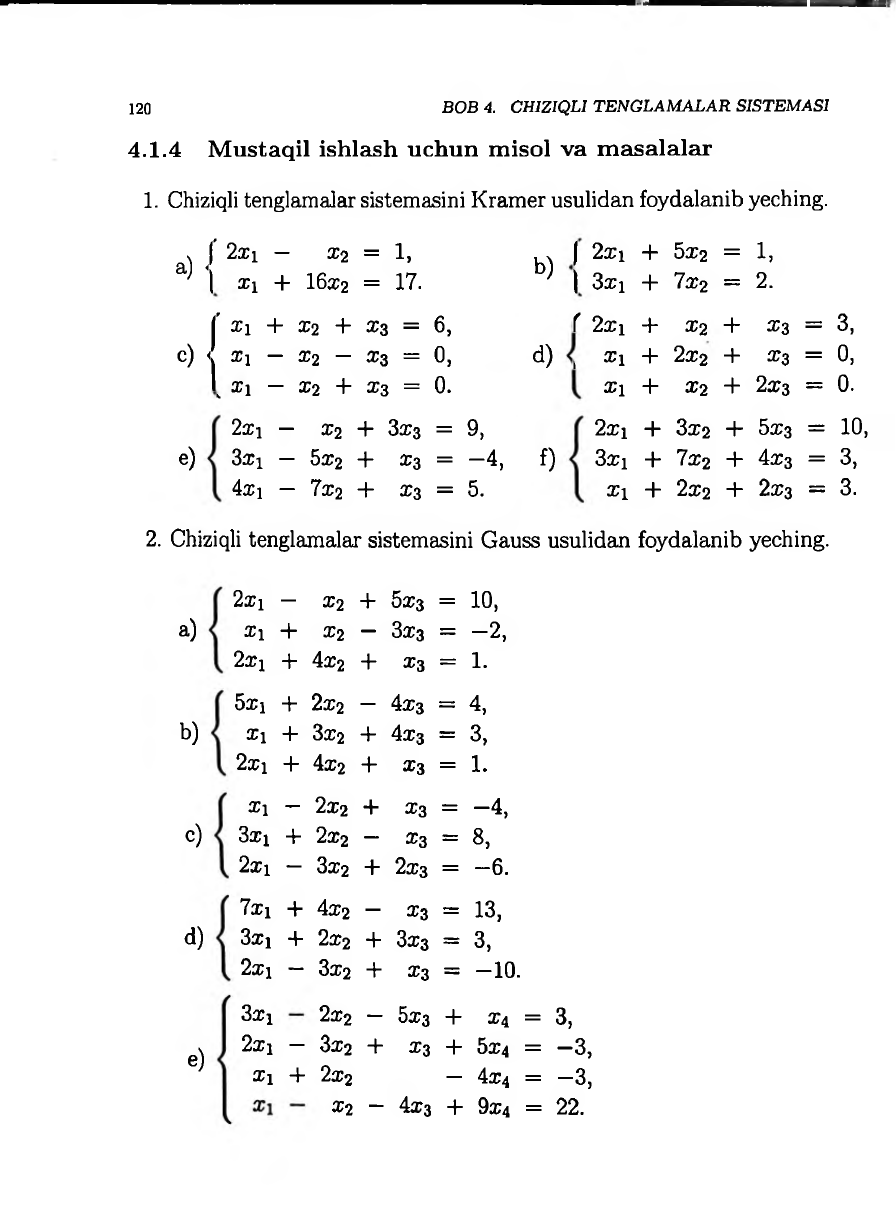 120 BOB 4. CHIZIQLI TENGLAMALAR SISTEMASI
4.1.4 Mustaqil ishlash uchun misol va masalalar
1. Chiziqli tenglamalar sistemasini Kramer usulidan foydalanib yeching.
a) { 2x₁ − x₂ = 1,
x₁ + 16x₂ = 17.
b) { 2x₁ + 5x₂ = 1,
3x₁ + 7x₂ = 2.
c) { x₁ + x₂ + x₃ = 6,
x₁ − x₂ − x₃ = 0,
x₁ − x₂ + x₃ = 0.
d) { 2x₁ + x₂ + x₃ = 3,
x₁ + 2x₂ + x₃ = 0,
x₁ + x₂ + 2x₃ = 0.
e) { 2x₁ − x₂ + 3x₃ = 9,
3x₁ − 5x₂ + x₃ = −4,
4x₁ − 7x₂ + x₃ = 5.
f) { 2x₁ + 3x₂ + 5x₃ = 10,
3x₁ + 7x₂ + 4x₃ = 3,
x₁ + 2x₂ + 2x₃ = 3.
2. Chiziqli tenglamalar sistemasini Gauss usulidan foydalanib yeching.
a) { 2x₁ − x₂ + 5x₃ = 10,
x₁ + x₂ − 3x₃ = −2,
2x₁ + 4x₂ + x₃ = 1.
b) { 5x₁ + 2x₂ − 4x₃ = 4,
x₁ + 3x₂ + 4x₃ = 3,
2x₁ + 4x₂ + x₃ = 1.
c) { x₁ − 2x₂ + x₃ = −4,
3x₁ + 2x₂ − x₃ = 8,
2x₁ − 3x₂ + 2x₃ = −6.
d) { 7x₁ + 4x₂ − x₃ = 13,
3x₁ + 2x₂ + 3x₃ = 3,
2x₁ − 3x₂ + x₃ = −10.
e) { 3x₁ − 2x₂ − 5x₃ + x₄ = 3,
2x₁ − 3x₂ + x₃ + 5x₄ = −3,
x₁ + 2x₂ − 4x₄ = −3,
x₁ − x₂ − 4x₃ + 9x₄ = 22.